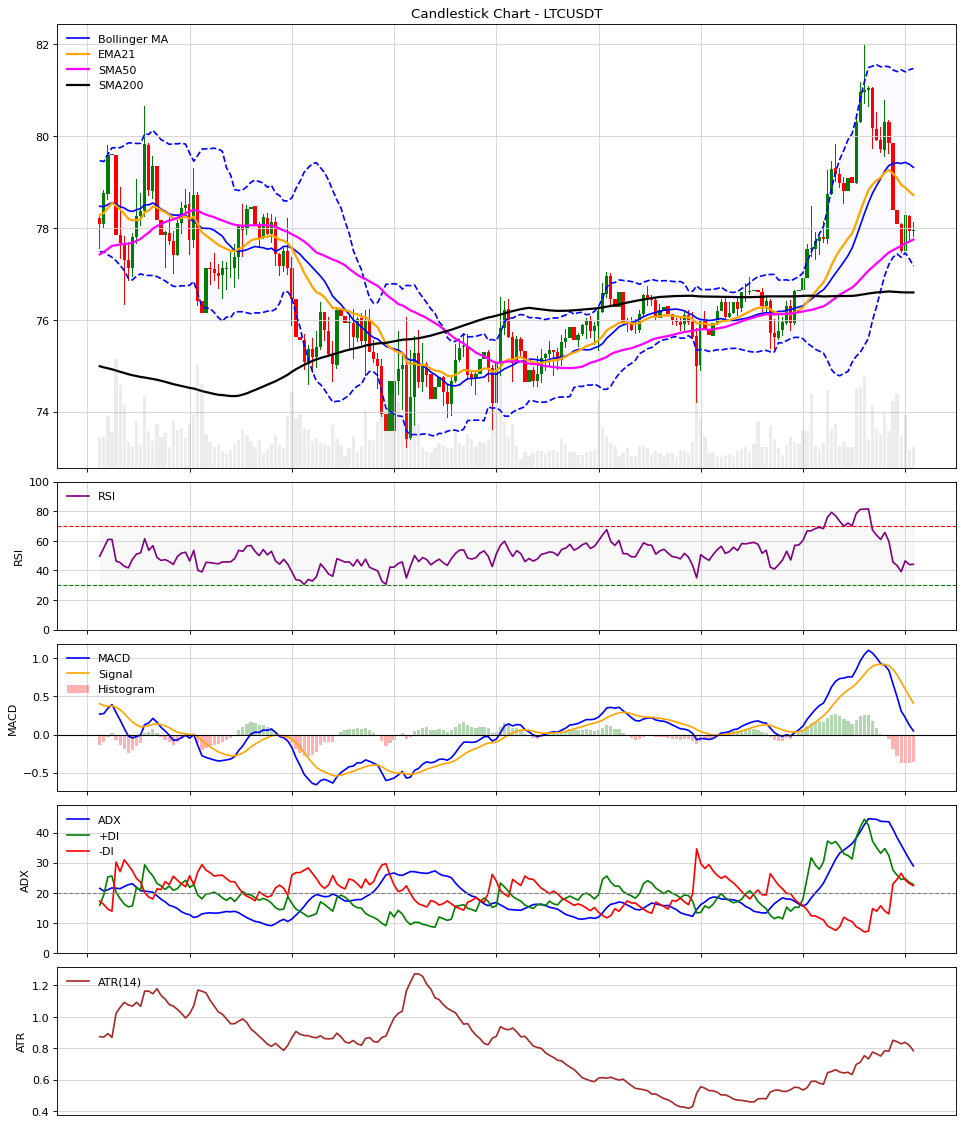 Candlestick Chart - LTCUSDT
Bollinger MA
EMA21
SMA50
SMA200
82
80
78
76
74
RSI
100
80
60
40
20
0
RSI
MACD
Signal
Histogram
1.0
0.5
0.0
−0.5
MACD
ADX
+DI
-DI
40
30
20
10
0
ADX
ATR(14)
1.2
1.0
0.8
0.6
0.4
ATR